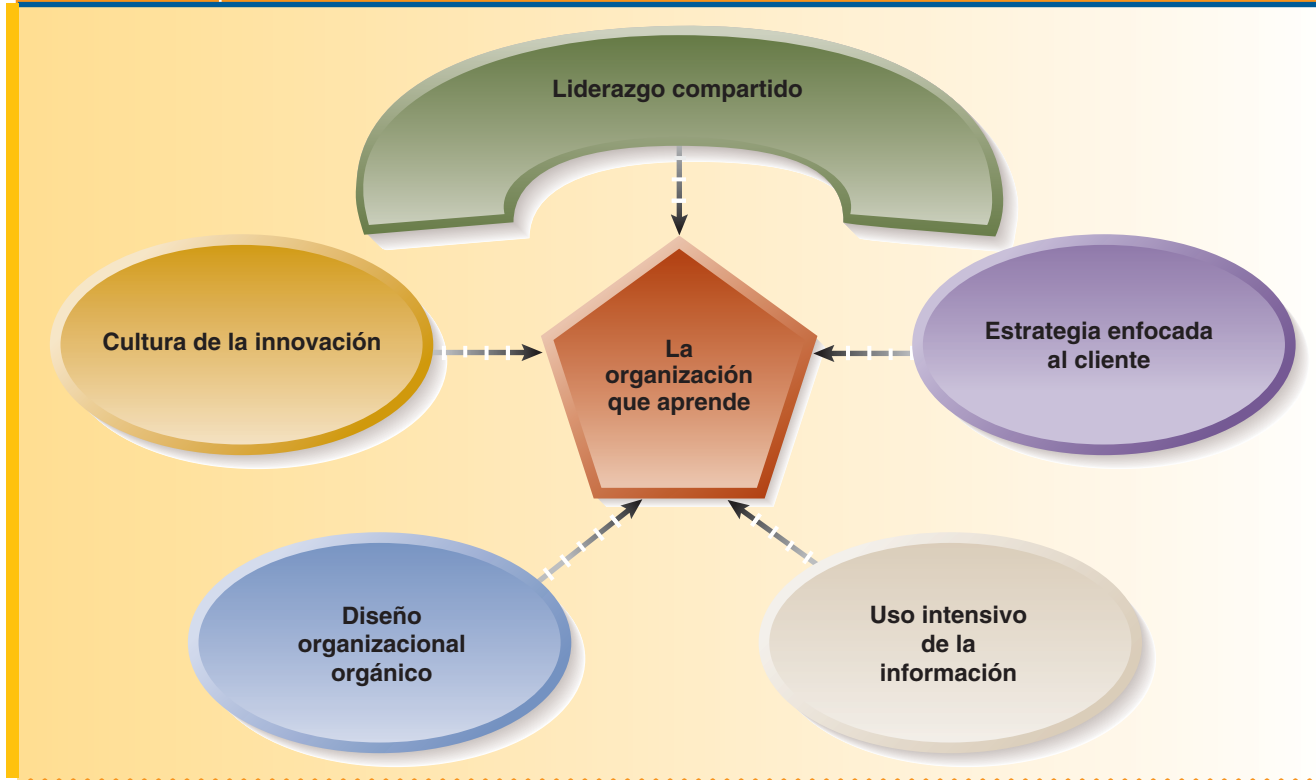 Liderazgo compartido
Cultura de la innovación
La
organización
que aprende
Estrategia enfocada
al cliente
Diseño
organizacional
orgánico
Uso intensivo
de la
información